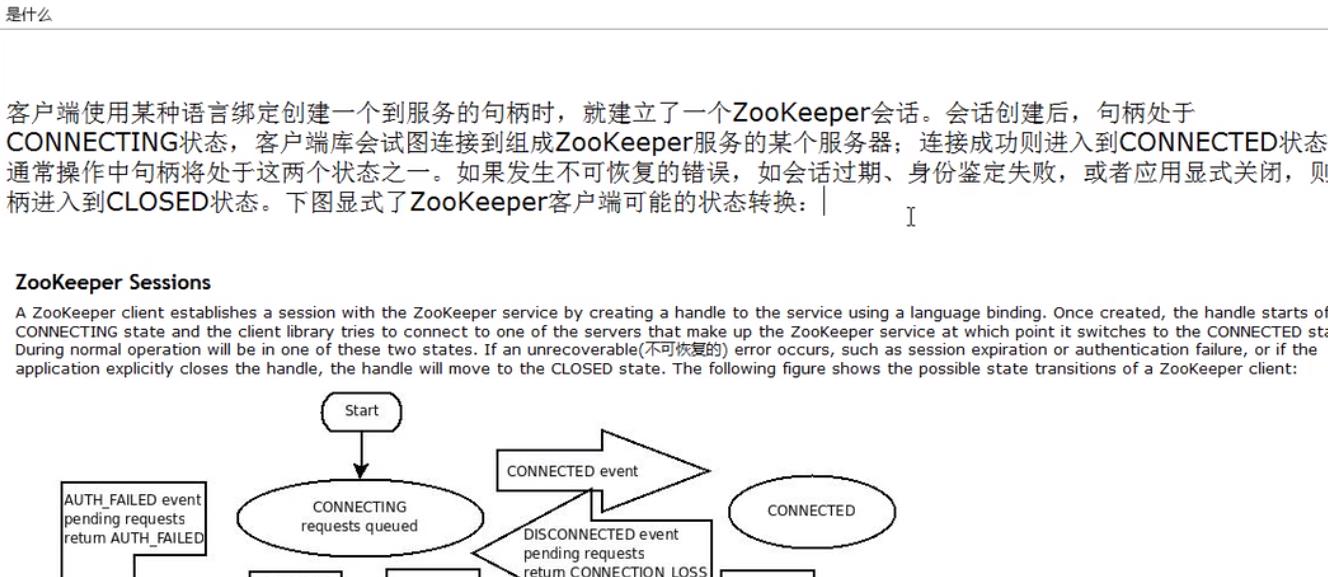 是什么
客户端使用某种语言绑定创建一个到服务的句柄时，就建立了一个ZooKeeper会话。会话创建后，句柄处于
CONNECTING状态，客户端库会试图连接到组成ZooKeeper服务的某个服务器；连接成功则进入到CONNECTED状态
通常操作中句柄将处于这两个状态之一。如果发生不可恢复的错误，如会话过期、身份鉴定失败，或者应用显式关闭，则
柄进入到CLOSED状态。下图显式了ZooKeeper客户端可能的状态转换：
ZooKeeper Sessions
A ZooKeeper client establishes a session with the ZooKeeper service by creating a handle to the service using a language binding. Once created, the handle starts of
CONNECTING state and the client library tries to connect to one of the servers that make up the ZooKeeper service at which point it switches to the CONNECTED sta
During normal operation will be in one of these two states. If an unrecoverable(不可恢复的) error occurs, such as session expiration or authentication failure, or if the
application explicitly closes the handle, the handle will move to the CLOSED state. The following figure shows the possible state transitions of a ZooKeeper client:
Start
CONNECTED event
AUTH_FAILED event
pending requests
return AUTH_FAILED
CONNECTING
requests queued
CONNECTED
DISCONNECTED event
pending requests
return CONNECTION_LOSS